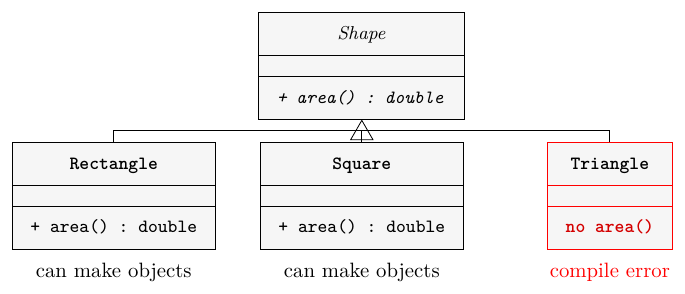 Shape
+ area() : double
Rectangle
+ area() : double
can make objects
Square
+ area() : double
can make objects
Triangle
no area()
compile error